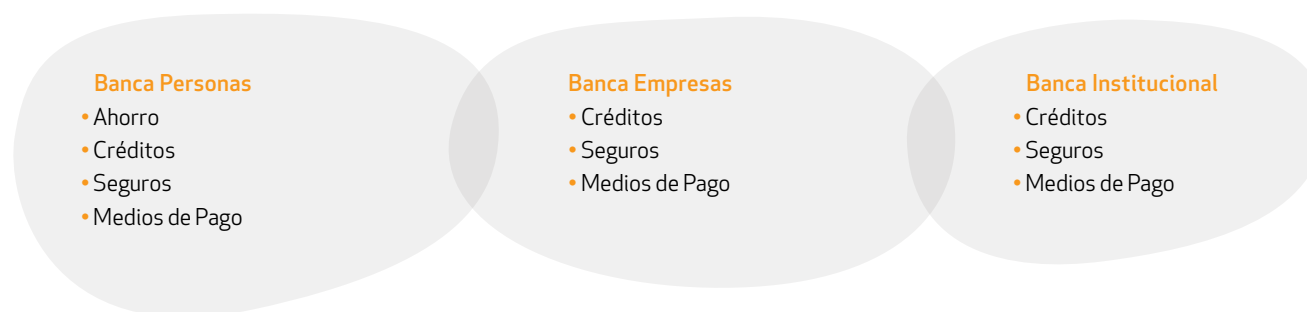 Banca Personas
• Ahorro
• Créditos
• Seguros
• Medios de Pago
Banca Empresas
• Créditos
• Seguros
• Medios de Pago
Banca Institucional
• Créditos
• Seguros
• Medios de Pago